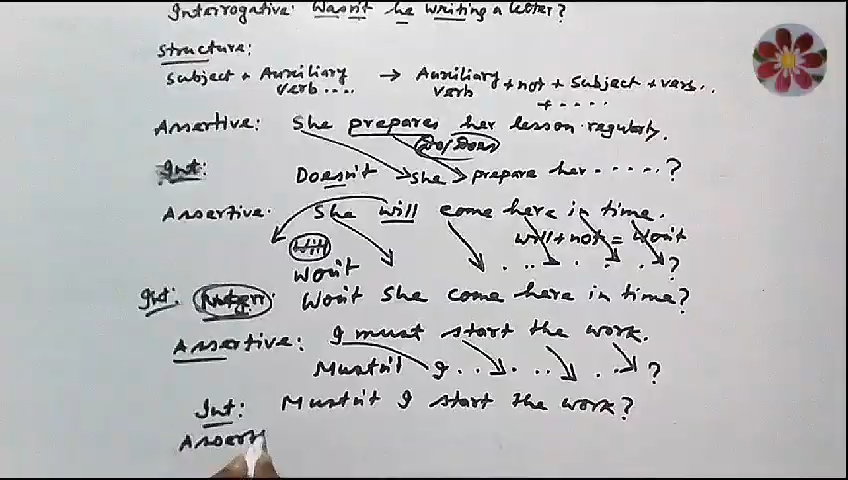 Interrogative: Wasn't he writing a letter?
Structure:
Subject + Auxiliary verb .... → Auxiliary verb + not + subject + verb .. + ....
Assertive: She prepares her lesson regularly.
Do/Does
Int: Doesn't she prepare her ......?
Assertive. She will come here in time.
will + not = won't
Will
Won't . . . . . . ?
Int: Won't she come here in time?
Assertive: I must start the work.
Mustn't I . . . . . . . ?
Int: Mustn't I start the work?
Assert